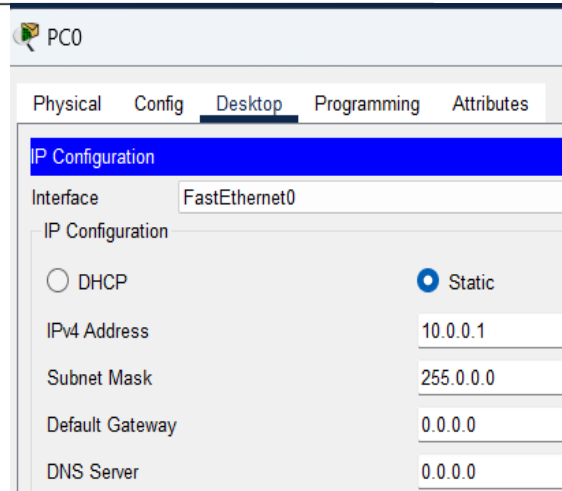 PC0
Physical Config Desktop Programming Attributes
IP Configuration
Interface FastEthernet0
IP Configuration
DHCP Static
IPv4 Address 10.0.0.1
Subnet Mask 255.0.0.0
Default Gateway 0.0.0.0
DNS Server 0.0.0.0